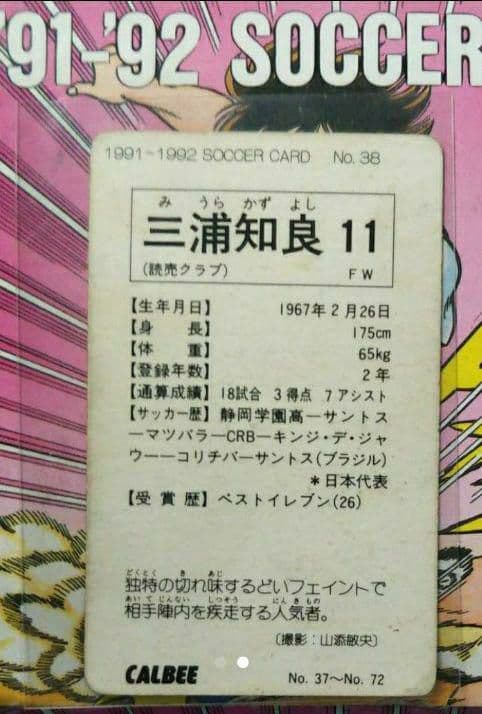 '91-'92 SOCCER
1991-1992 SOCCER CARD No. 38
み うら かず よし
三浦知良 11
(読売クラブ) FW
【生年月日】 1967年2月26日
【身 長】 175cm
【体 重】 65kg
【登録年数】 2年
【通算成績】 18試合 3得点 7アシスト
【サッカー歴】 静岡学園高―サントス
―マツバラ―CRB―キンジ・デ・ジャ
ウ―コリチバ―サントス(ブラジル)
*日本代表
【受賞歴】 ベストイレブン(26)
どくとく き あじ
独特の切れ味するどいフェイントで
あいてじんない しっそう にんきもの
相手陣内を疾走する人気者。
〔撮影:山添敏央〕
CALBEE No. 37〜No. 72